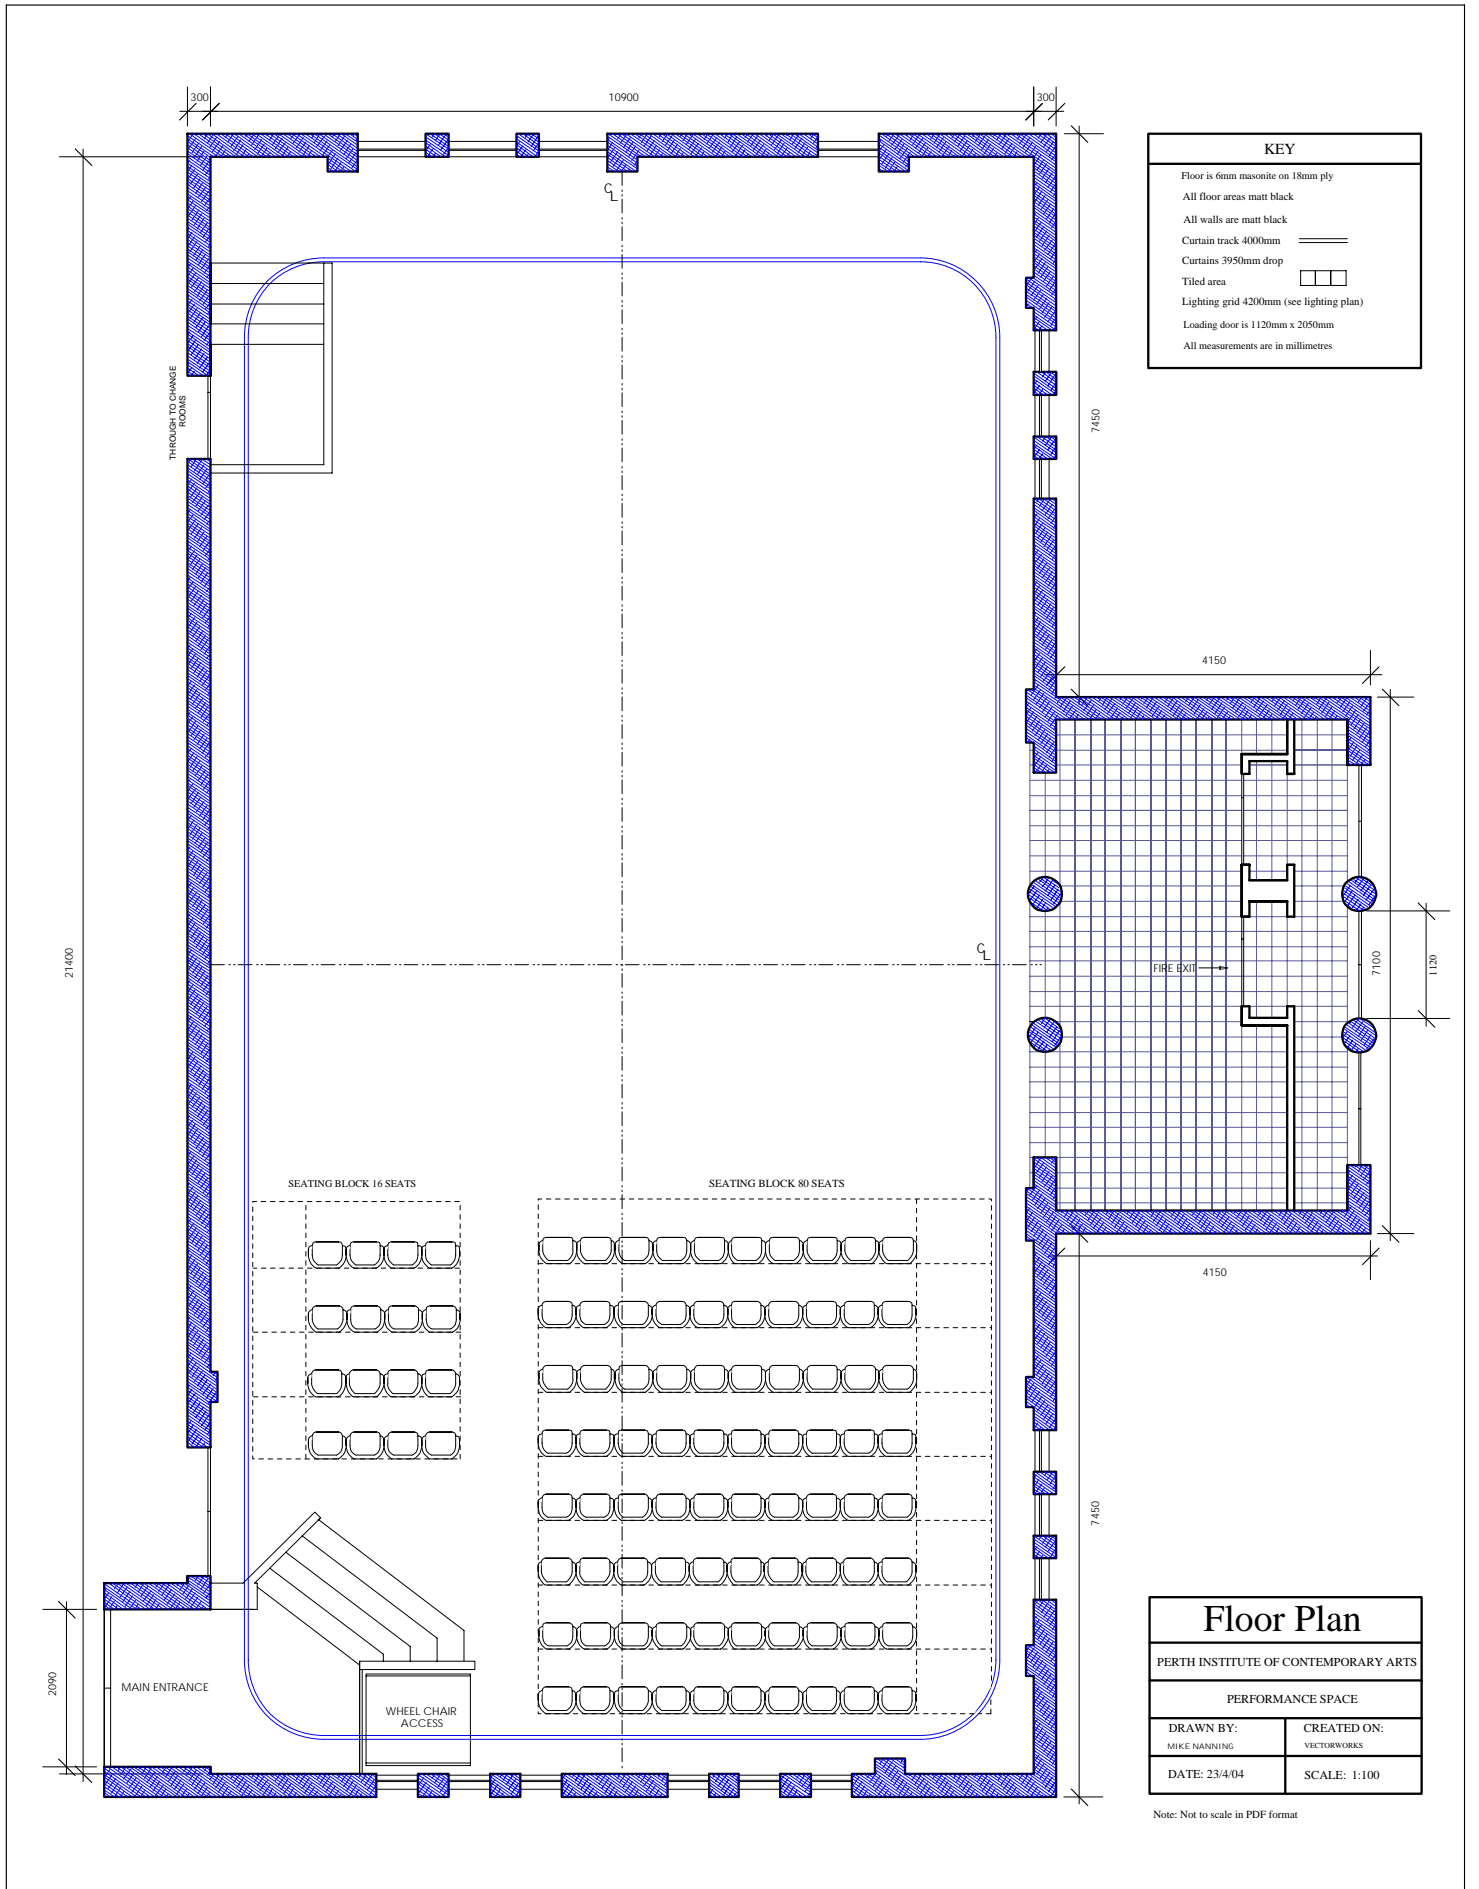 300
10900
300
KEY
Floor is 6mm masonite on 18mm ply
All floor areas matt black
All walls are matt black
Curtain track 4000mm
Curtains 3950mm drop
Tiled area
Lighting grid 4200mm (see lighting plan)
Loading door is 1120mm x 2050mm
All measurements are in millimetres
CL
THROUGH TO CHANGE
ROOMS
7450
4150
21400
CL
FIRE EXIT
7100
1120
SEATING BLOCK 16 SEATS
SEATING BLOCK 80 SEATS
4150
7450
2090
MAIN ENTRANCE
WHEEL CHAIR
ACCESS
Floor Plan
PERTH INSTITUTE OF CONTEMPORARY ARTS
PERFORMANCE SPACE
DRAWN BY:
MIKE NANNING
CREATED ON:
VECTORWORKS
DATE: 23/4/04
SCALE: 1:100
Note: Not to scale in PDF format